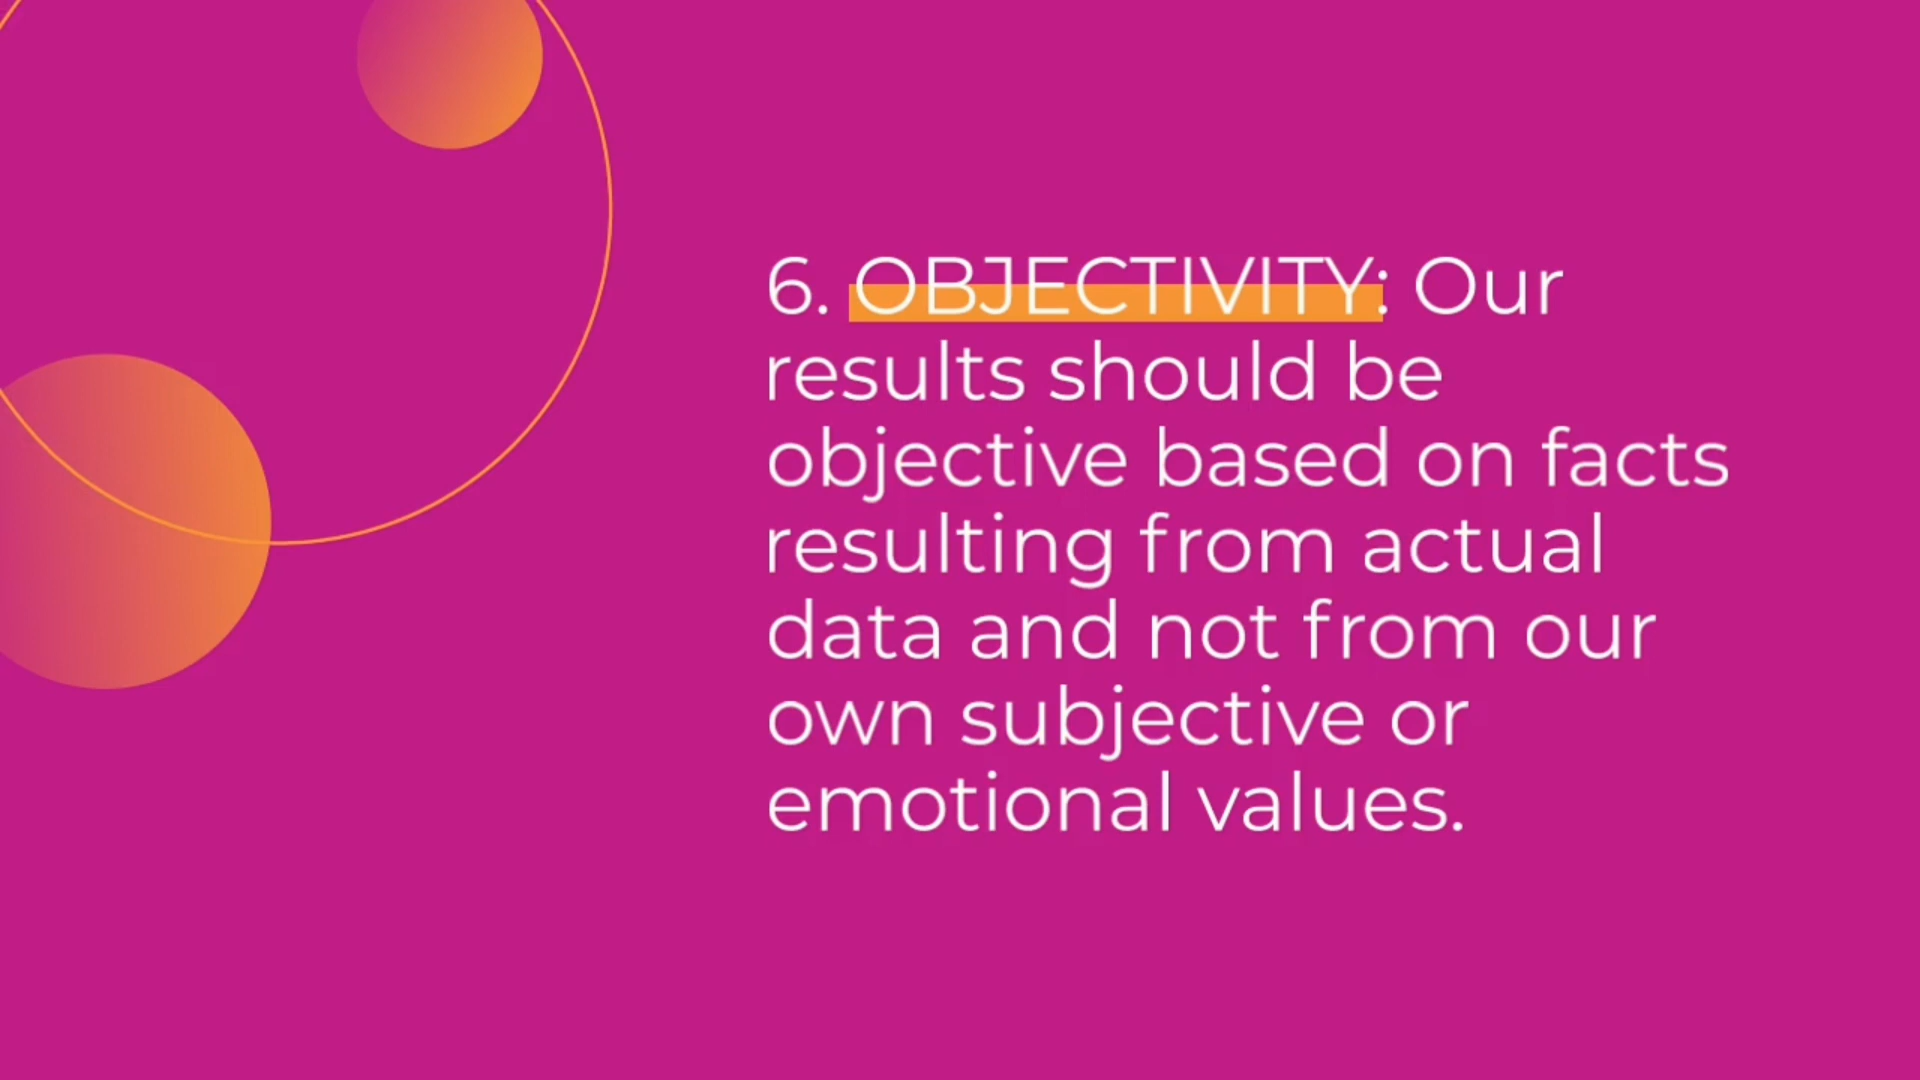 6. OBJECTIVITY: Our
results should be
objective based on facts
resulting from actual
data and not from our
own subjective or
emotional values.